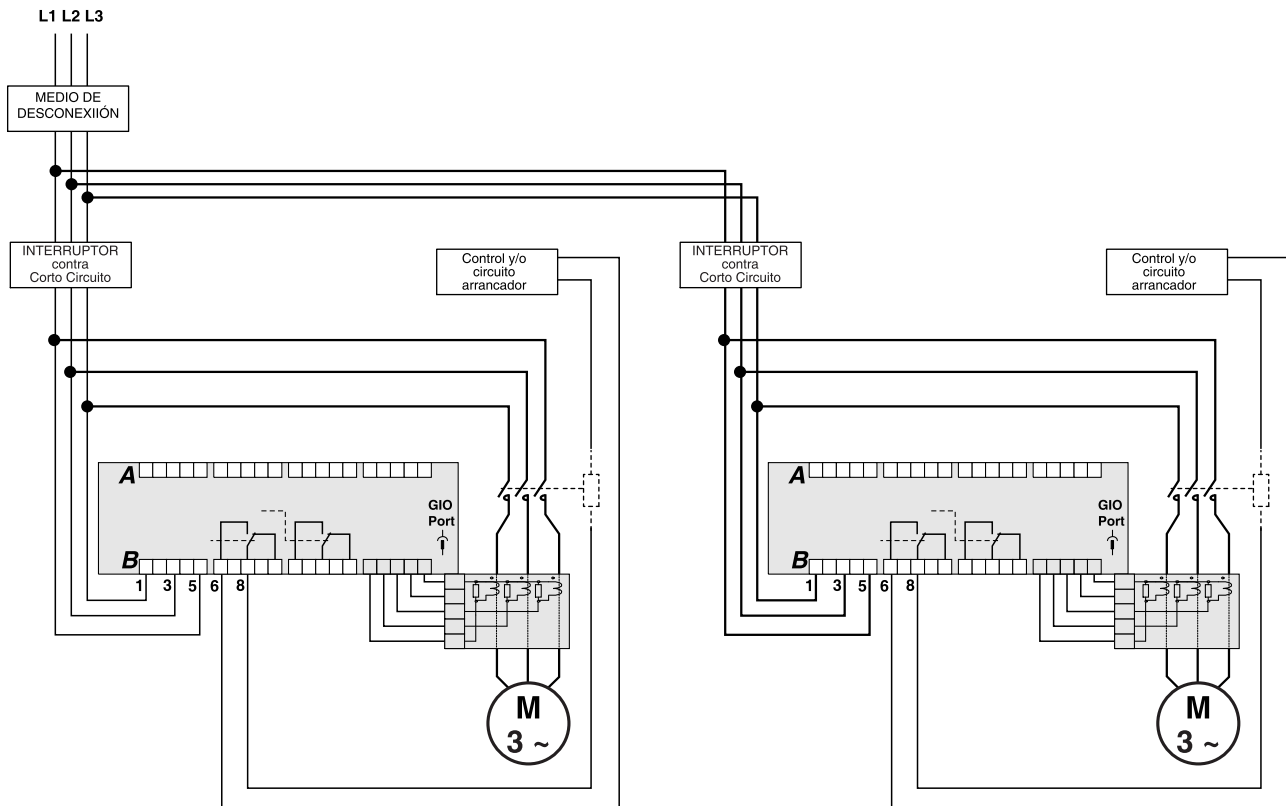 L1 L2 L3
MEDIO DE
DESCONEXIIÓN
INTERRUPTOR
contra
Corto Circuito
Control y/o
circuito
arrancador
INTERRUPTOR
contra
Corto Circuito
Control y/o
circuito
arrancador
A
GIO
Port
B
1 3 5 6 8
M
3 ~
A
GIO
Port
B
1 3 5 6 8
M
3 ~